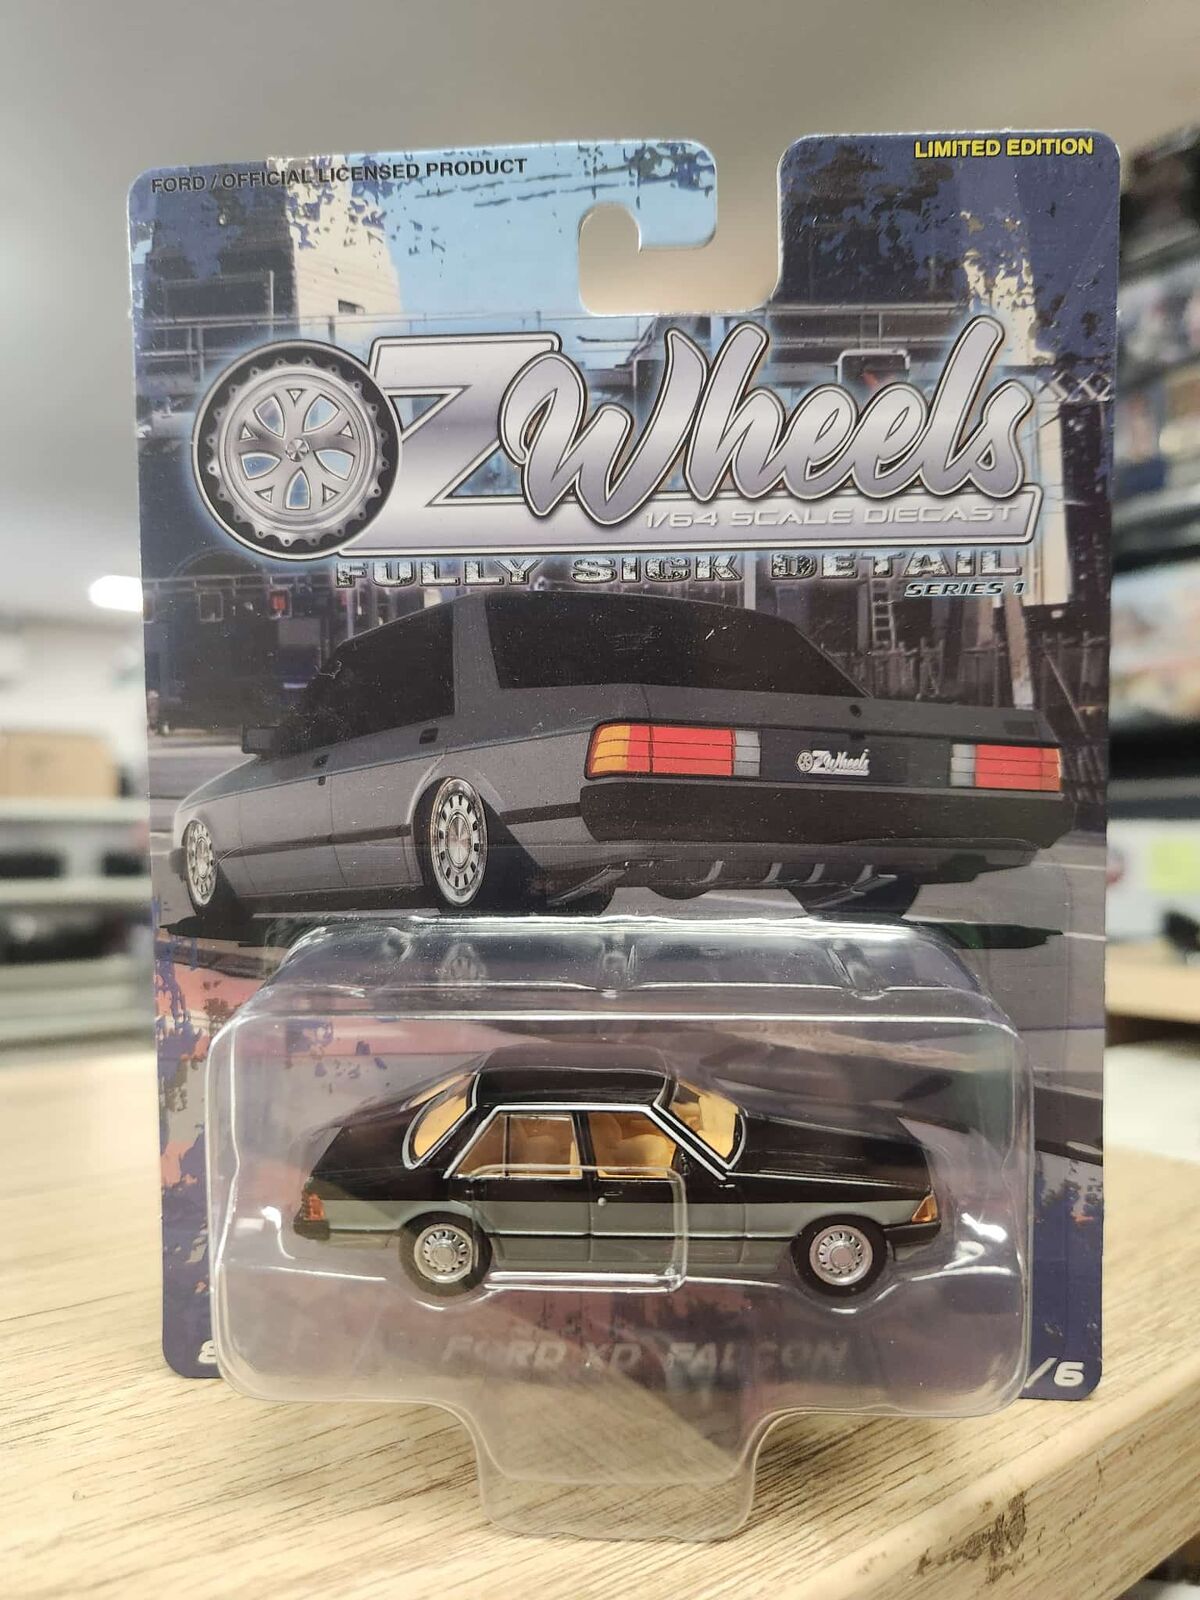 FORD / OFFICIAL LICENSED PRODUCT
LIMITED EDITION
OZ Wheels
1/64 SCALE DIECAST
FULLY SICK DETAIL
SERIES 1
OZ Wheels
FORD XD FALCON
/6